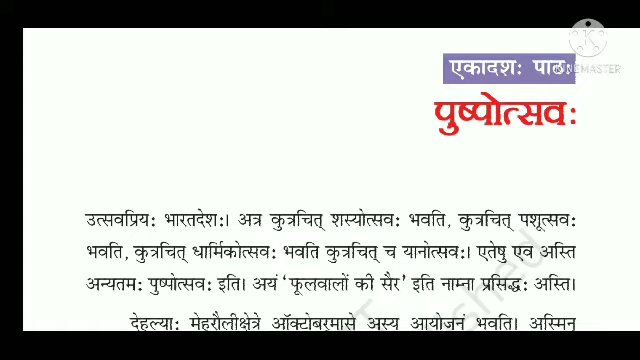 एकादशः पाठः
KINEMASTER
पुष्पोत्सवः
उत्सवप्रियः भारतदेशः। अत्र कुत्रचित् शस्योत्सवः भवति, कुत्रचित् पशूत्सवः
भवति, कुत्रचित् धार्मिकोत्सवः भवति कुत्रचित् च यानोत्सवः। एतेषु एव अस्ति
अन्यतमः पुष्पोत्सवः इति। अयं ‘फूलवालों की सैर’ इति नाम्ना प्रसिद्धः अस्ति।
देहल्याः मेहरौलीक्षेत्रे ऑक्टोबरमासे अस्य आयोजनं भवति। अस्मिन्